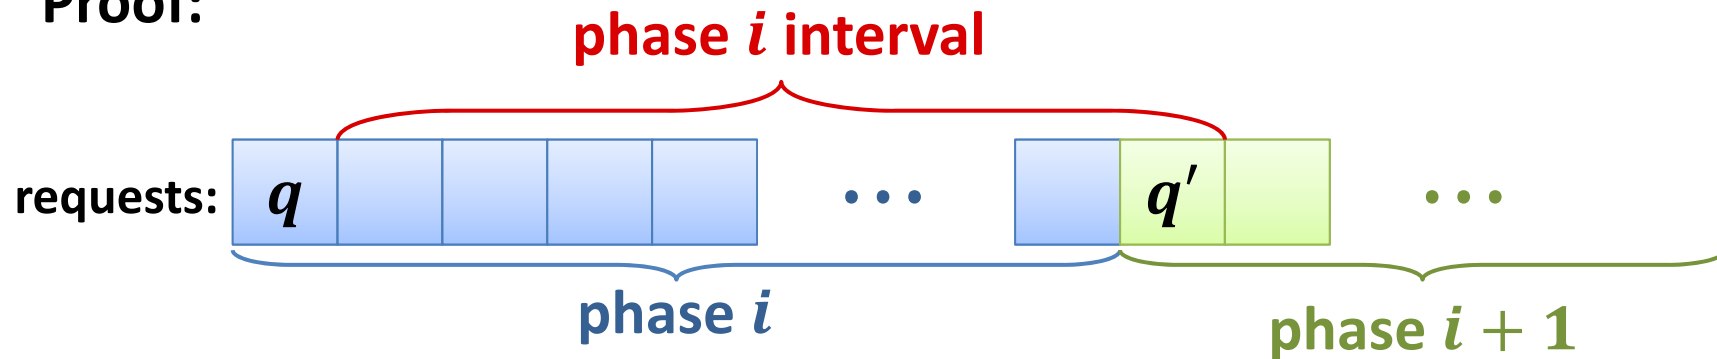 Proof:
phase i interval
requests: q ... q′ ...
phase i
phase i + 1